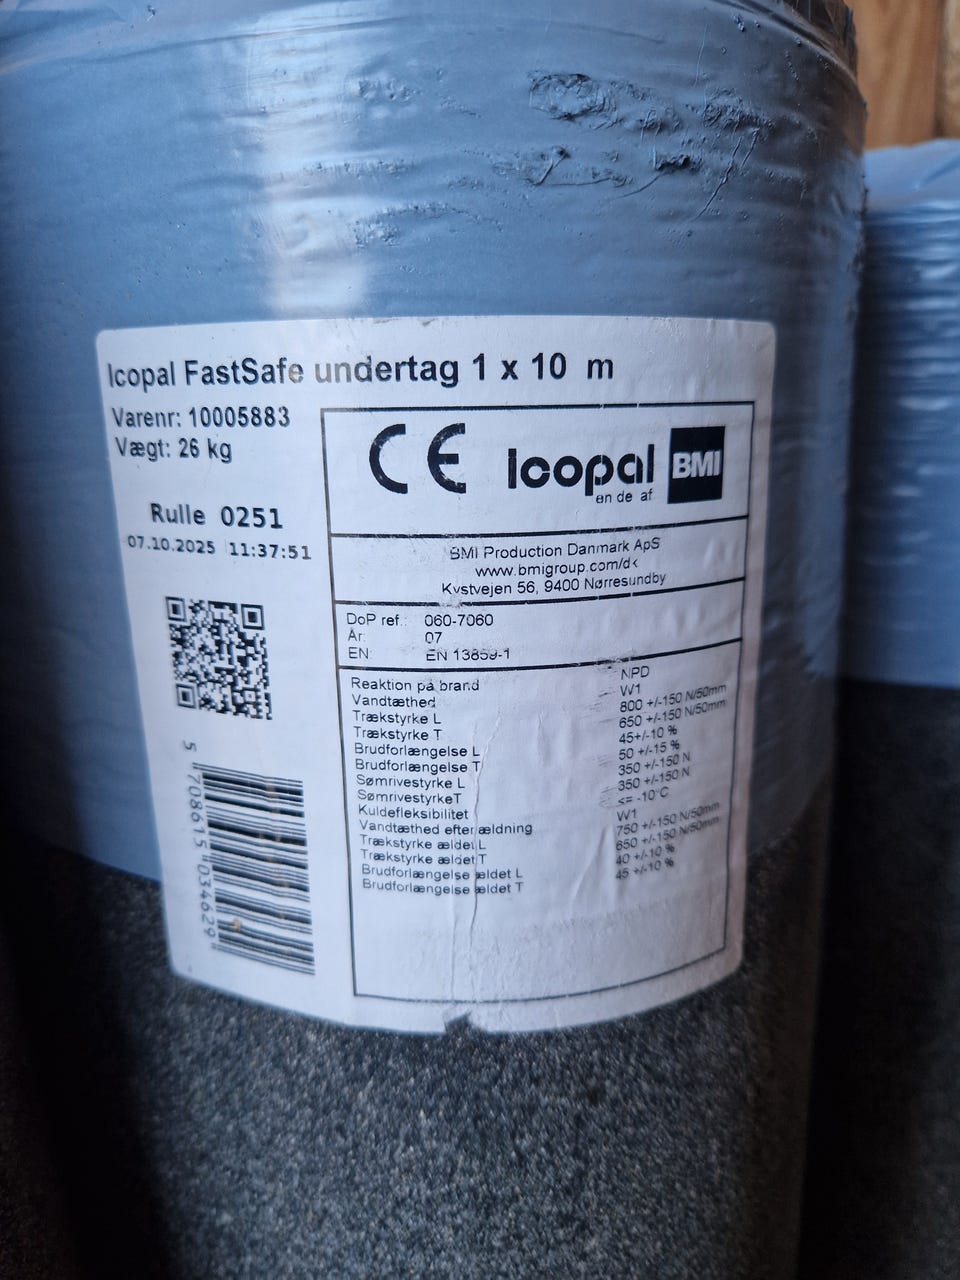 Icopal FastSafe undertag 1 x 10 m
Varenr: 10005883
Vægt: 26 kg
Rulle 0251
07.10.2025 11:37:51
5 708615 034629
CE Icopal BMI
en de af
BMI Production Danmark ApS
www.bmigroup.com/dk
Kvstvejen 56, 9400 Nørresundby
DoP ref.: 060-7060
År: 07
EN: EN 13859-1
Reaktion på brand NPD
Vandtæthed W1
Trækstyrke L 800 +/-150 N/50mm
Trækstyrke T 650 +/-150 N/50mm
Brudforlængelse L 45+/-10 %
Brudforlængelse T 50 +/-15 %
Sømrivestyrke L 350 +/-150 N
SømrivestyrkeT 350 +/-150 N
Kuldefleksibilitet <= -10°C
Vandtæthed efter ældning W1
Trækstyrke ældet L 750 +/-150 N/50mm
Trækstyrke ældet T 650 +/-150 N/50mm
Brudforlængelse ældet L 40 +/-10 %
Brudforlængelse ældet T 45 +/-10 %